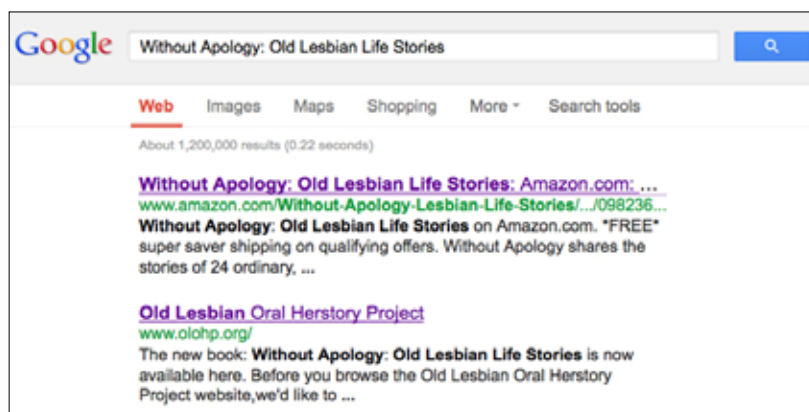 Google Without Apology: Old Lesbian Life Stories
Web Images Maps Shopping More Search tools
About 1,200,000 results (0.22 seconds)
Without Apology: Old Lesbian Life Stories: Amazon.com: ...
www.amazon.com/Without-Apology-Lesbian-Life-Stories/.../098236...
Without Apology: Old Lesbian Life Stories on Amazon.com. *FREE*
super saver shipping on qualifying offers. Without Apology shares the
stories of 24 ordinary, ...
Old Lesbian Oral Herstory Project
www.olohp.org/
The new book: Without Apology: Old Lesbian Life Stories is now
available here. Before you browse the Old Lesbian Oral Herstory
Project website,we'd like to ...